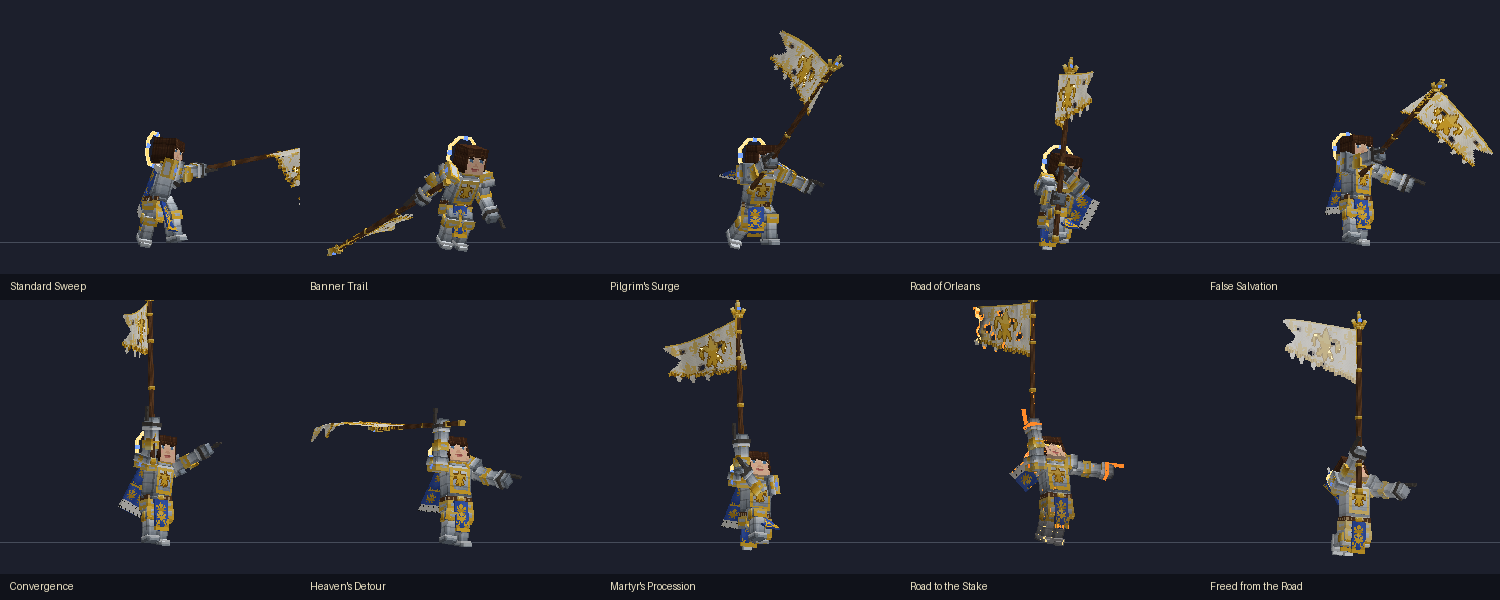 Standard Sweep
Banner Trail
Pilgrim's Surge
Road of Orleans
False Salvation
Convergence
Heaven's Detour
Martyr's Procession
Road to the Stake
Freed from the Road